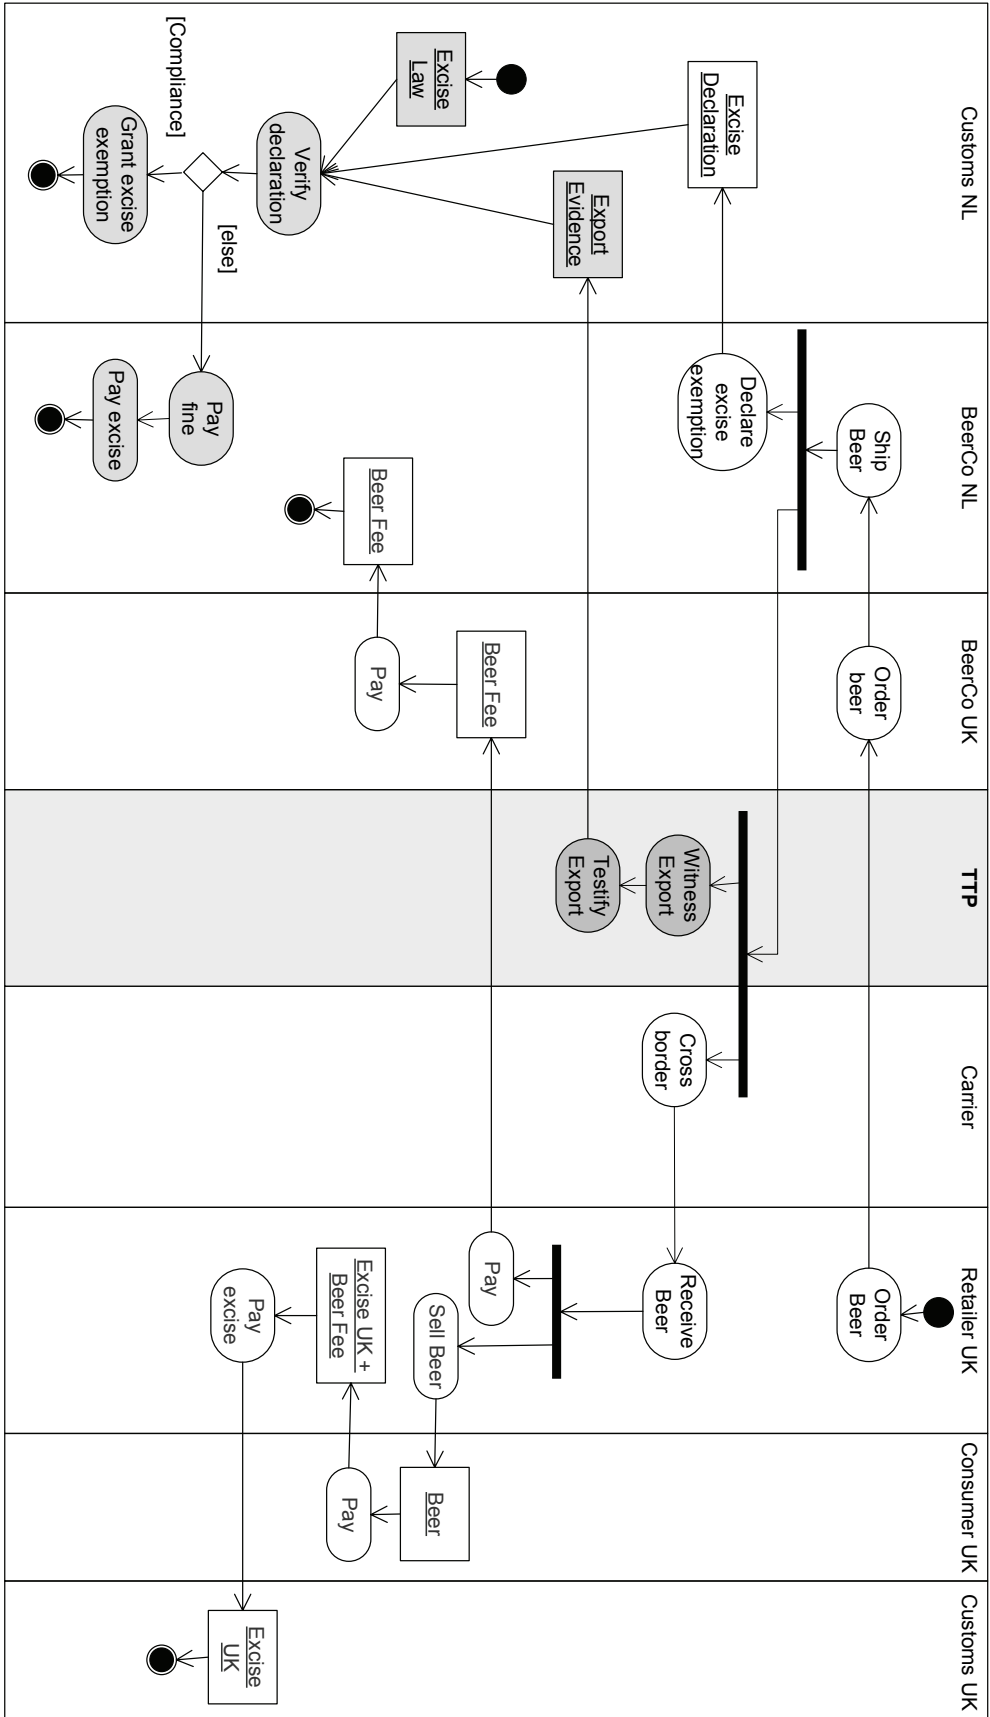 Customs NL
BeerCo NL
BeerCo UK
TTP
Carrier
Retailer UK
Consumer UK
Customs UK
Order
Beer
Order
beer
Ship
Beer
Declare
excise
exemption
Excise
Declaration
Export
Evidence
Excise
Law
Verify
declaration
[Compliance]
[else]
Grant excise
exemption
Pay
fine
Pay excise
Witness
Export
Testify
Export
Cross
border
Receive
Beer
Pay
Sell Beer
Beer Fee
Pay
Beer Fee
Beer
Pay
Excise UK +
Beer Fee
Pay
excise
Excise
UK